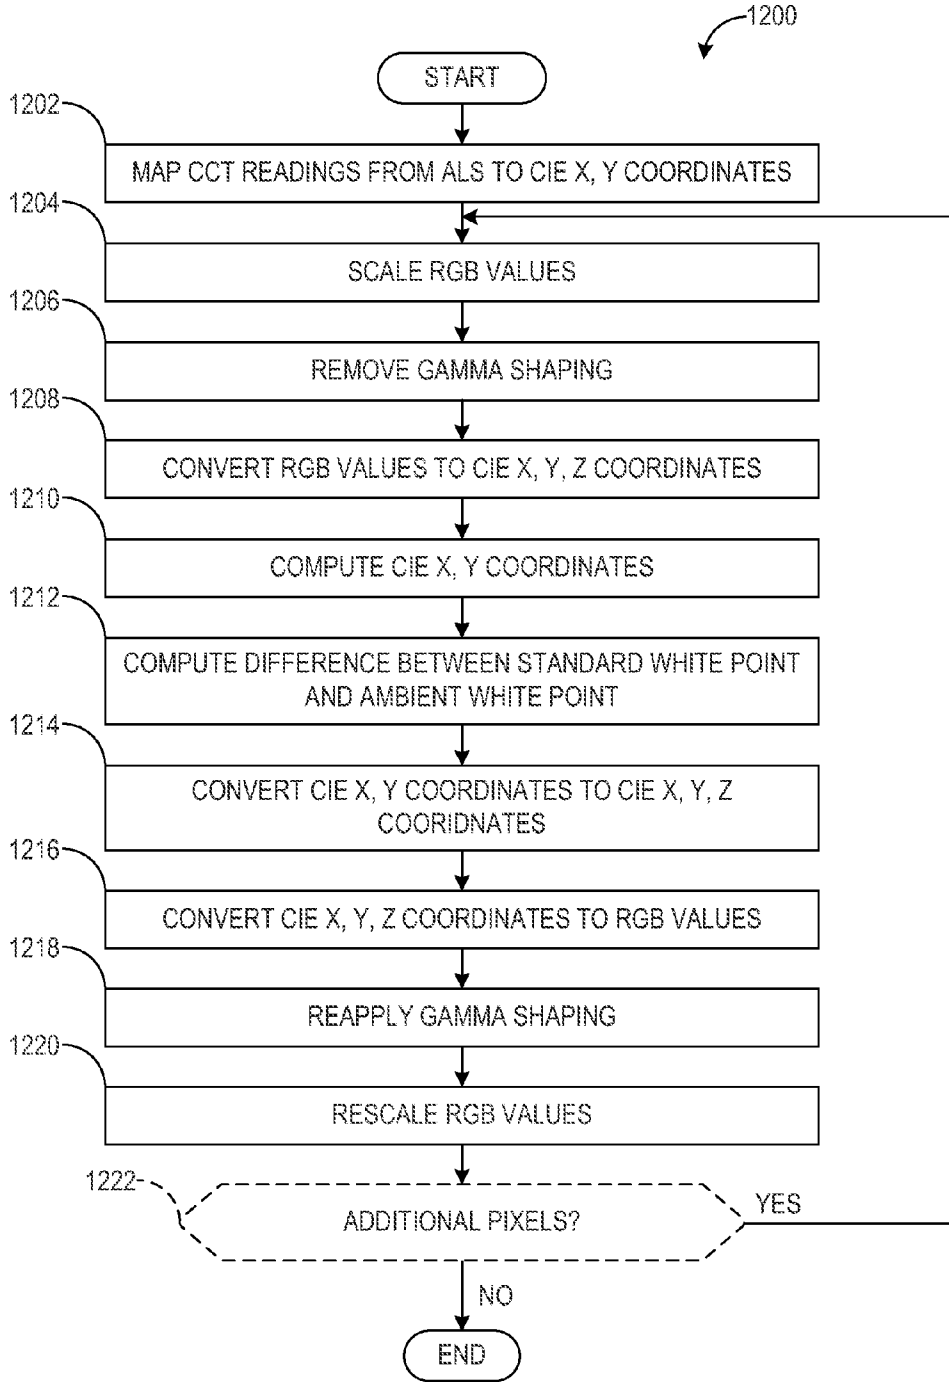 1200
START
1202
MAP CCT READINGS FROM ALS TO CIE X, Y COORDINATES
1204
SCALE RGB VALUES
1206
REMOVE GAMMA SHAPING
1208
CONVERT RGB VALUES TO CIE X, Y, Z COORDINATES
1210
COMPUTE CIE X, Y COORDINATES
1212
COMPUTE DIFFERENCE BETWEEN STANDARD WHITE POINT
AND AMBIENT WHITE POINT
1214
CONVERT CIE X, Y COORDINATES TO CIE X, Y, Z
COORIDNATES
1216
CONVERT CIE X, Y, Z COORDINATES TO RGB VALUES
1218
REAPPLY GAMMA SHAPING
1220
RESCALE RGB VALUES
1222
ADDITIONAL PIXELS?
YES
NO
END